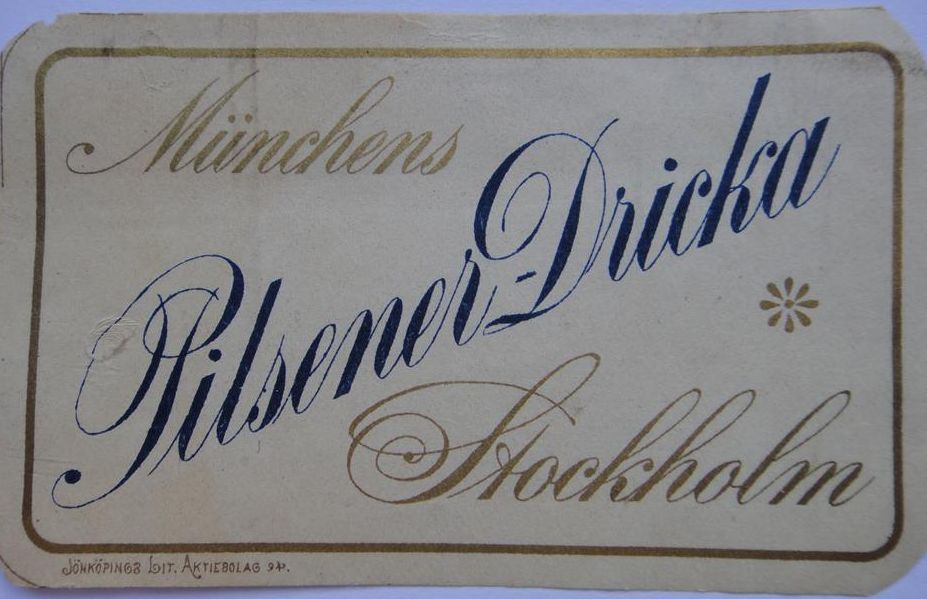 Münchens
Pilsener-Dricka
Stockholm
Jönköpings Lit. Aktiebolag 94.